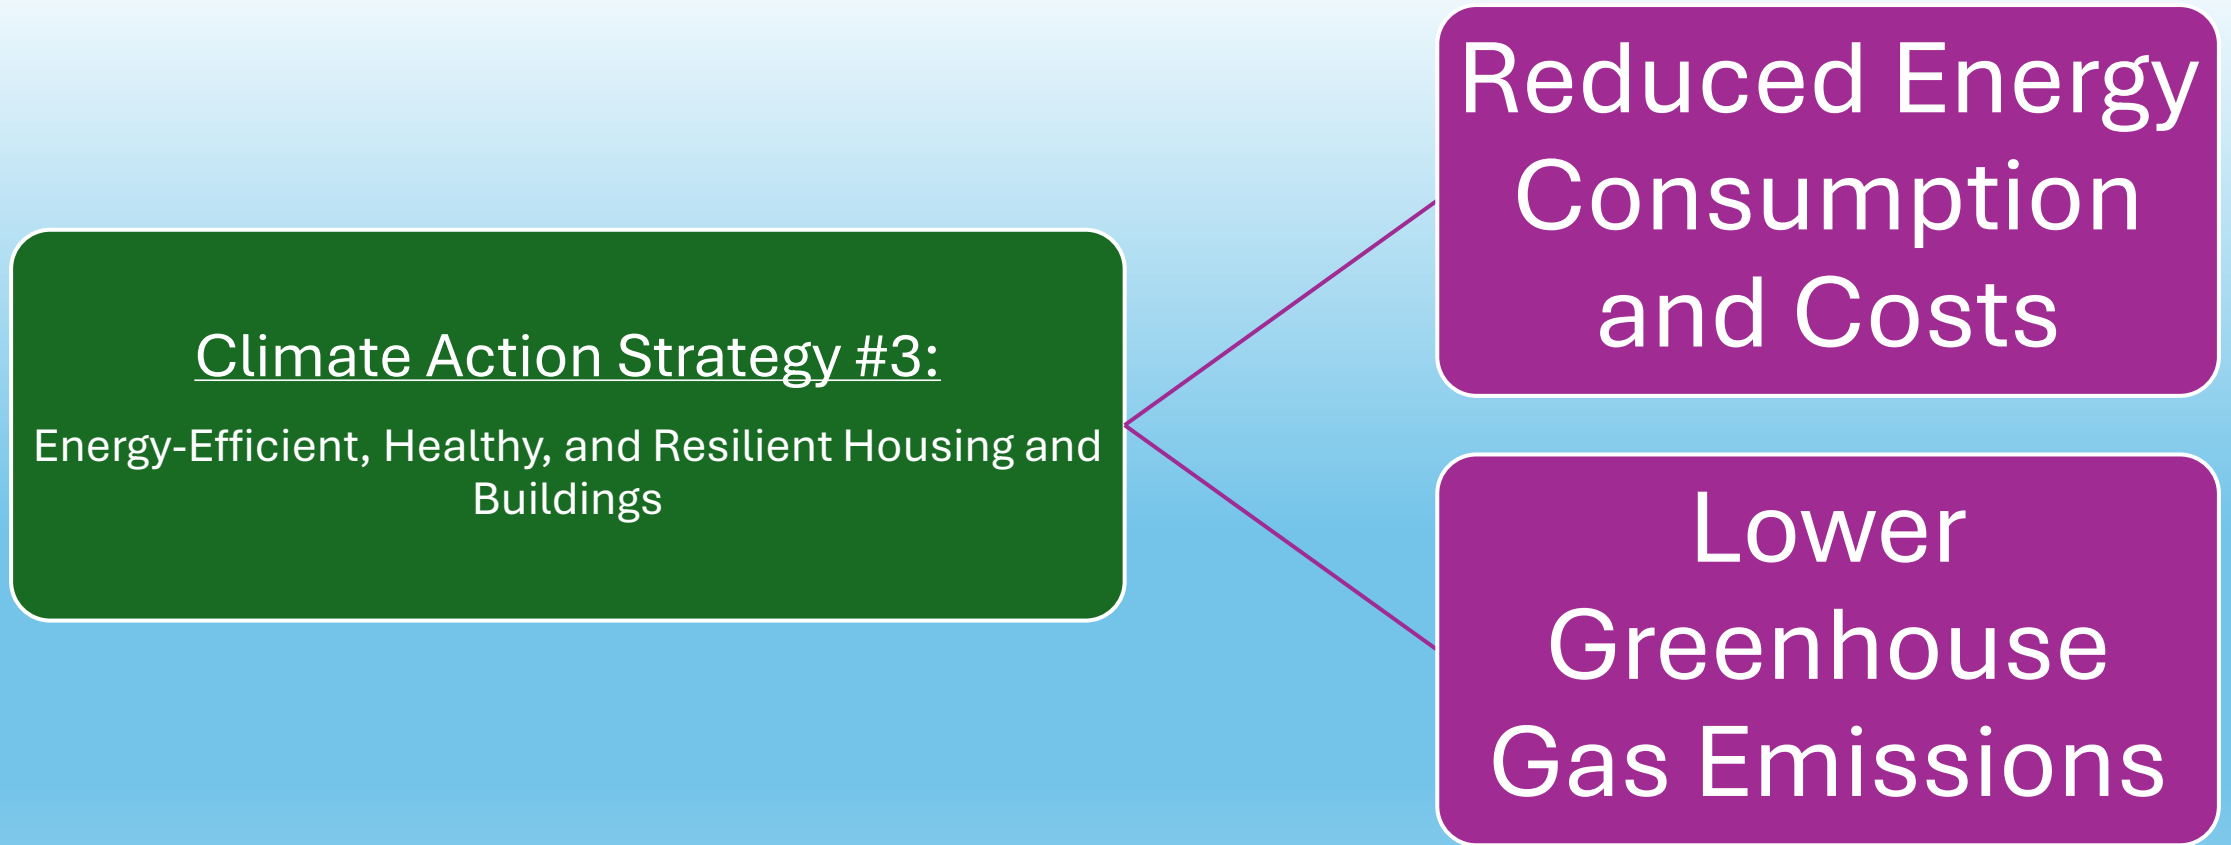 Climate Action Strategy #3:
Energy-Efficient, Healthy, and Resilient Housing and
Buildings
Reduced Energy
Consumption
and Costs
Lower
Greenhouse
Gas Emissions